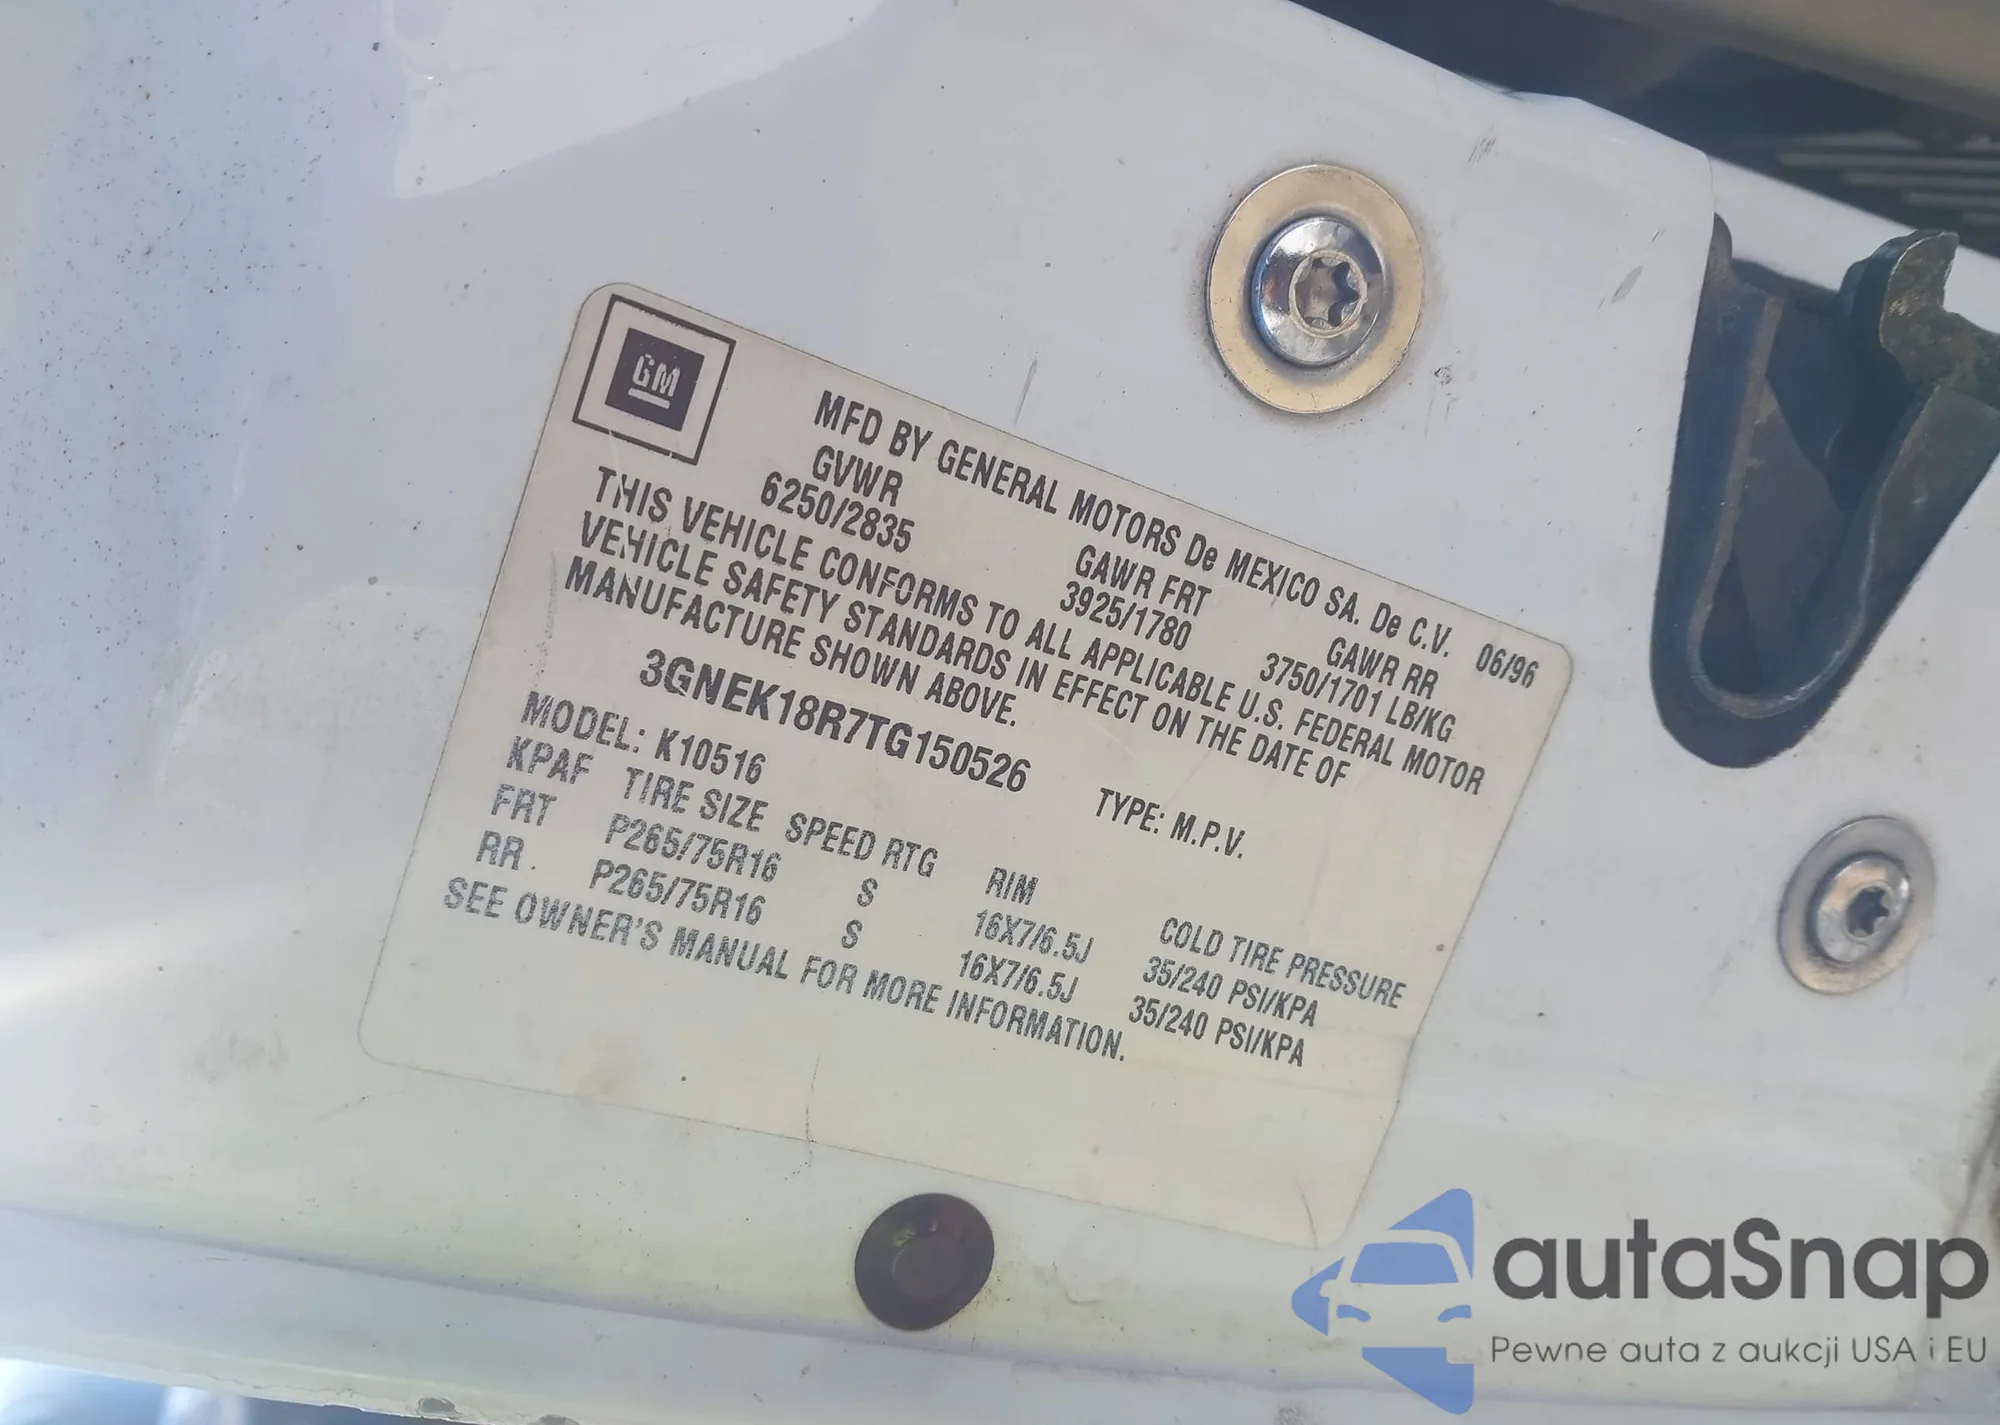 GM
MFD BY GENERAL MOTORS De MEXICO SA. De C.V. 06/96
GVWR GAWR FRT GAWR RR
6250/2835 3925/1780 3750/1701 LB/KG
THIS VEHICLE CONFORMS TO ALL APPLICABLE U.S. FEDERAL MOTOR
VEHICLE SAFETY STANDARDS IN EFFECT ON THE DATE OF
MANUFACTURE SHOWN ABOVE.
3GNEK18R7TG150526 TYPE: M.P.V.
MODEL: K10516
KPAF TIRE SIZE SPEED RTG RIM COLD TIRE PRESSURE
FRT P265/75R16 S 16X7/6.5J 35/240 PSI/KPA
RR. P265/75R16 S 16X7/6.5J 35/240 PSI/KPA
SEE OWNER'S MANUAL FOR MORE INFORMATION.
autaSnap
Pewne auta z aukcji USA i EU